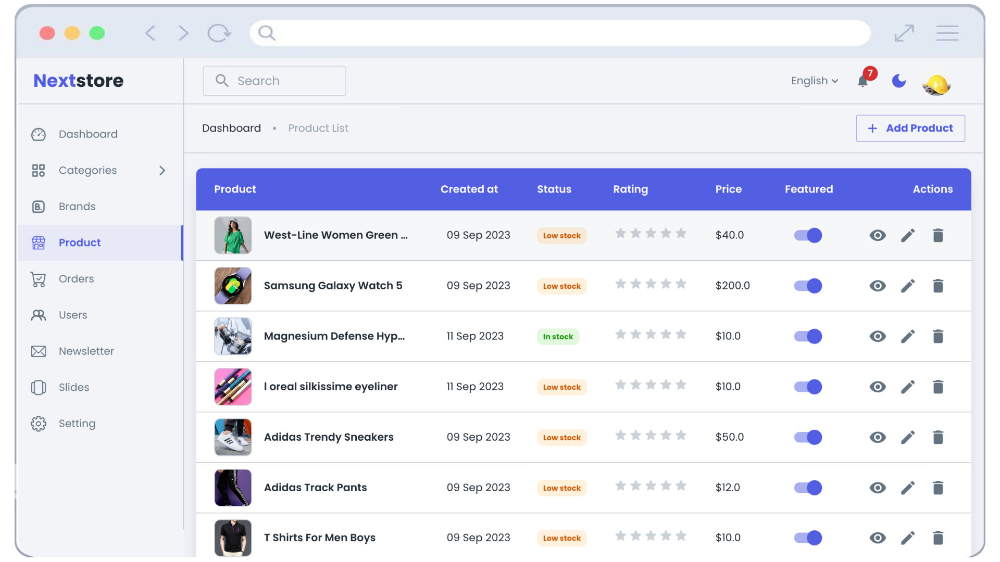 Nextstore
Search
English
7
Dashboard • Product List
+ Add Product
Dashboard
Categories
B. Brands
Product
Orders
Users
Newsletter
Slides
Setting
Product Created at Status Rating Price Featured Actions
West-Line Women Green ... 09 Sep 2023 Low stock $40.0
Samsung Galaxy Watch 5 09 Sep 2023 Low stock $200.0
Magnesium Defense Hyp... 11 Sep 2023 In stock $10.0
l oreal silkissime eyeliner 11 Sep 2023 Low stock $10.0
Adidas Trendy Sneakers 09 Sep 2023 Low stock $50.0
Adidas Track Pants 09 Sep 2023 Low stock $12.0
T Shirts For Men Boys 09 Sep 2023 Low stock $10.0